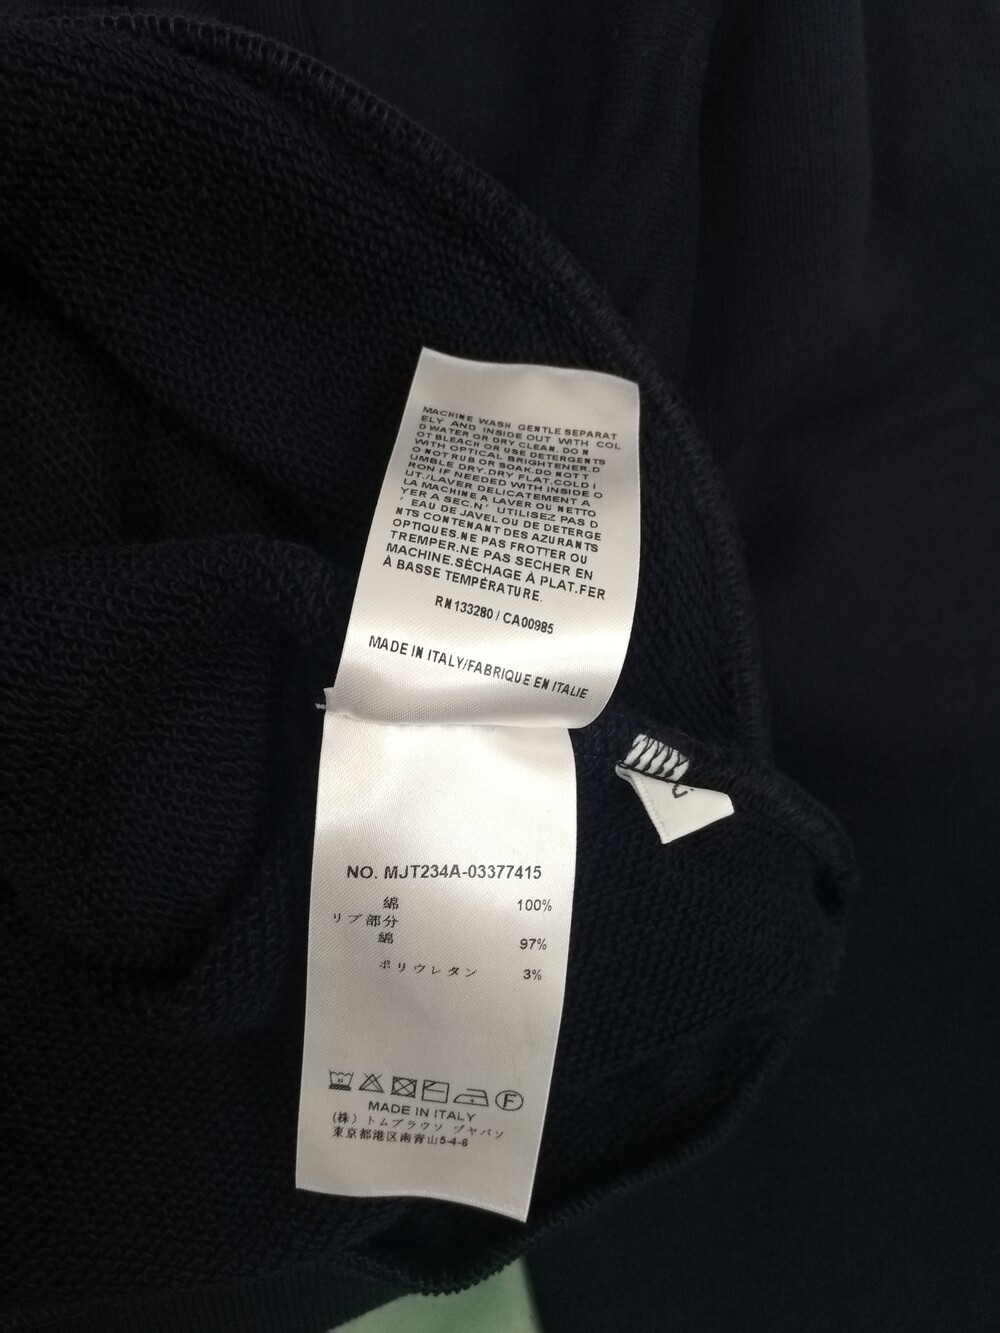 MACHINE WASH GENTLE SEPARAT
ELY AND INSIDE OUT WITH COL
D WATER OR DRY CLEAN. DO N
OT BLEACH OR USE DETERGENTS
WITH OPTICAL BRIGHTENER.D
O NOT RUB OR SOAK.DO NOT T
UMBLE DRY.DRY FLAT.COLD I
RON IF NEEDED WITH INSIDE O
UT./LAVER DELICATEMENT A
LA MACHINE A LAVER OU NETTO
YER A SEC.N' UTILISEZ PAS D
' EAU DE JAVEL OU DE DETERGE
NTS CONTENANT DES AZURANTS
OPTIQUES.NE PAS FROTTER OU
TREMPER.NE PAS SECHER EN
MACHINE.SÉCHAGE À PLAT.FER
À BASSE TEMPÉRATURE.
RN133280 / CA00985
MADE IN ITALY/FABRIQUE EN ITALIE
NO. MJT234A-03377415
綿 100%
リブ部分
綿 97%
ポリウレタン 3%
F
MADE IN ITALY
(株) トムブラウン ジャパン
東京都港区南青山5-4-6